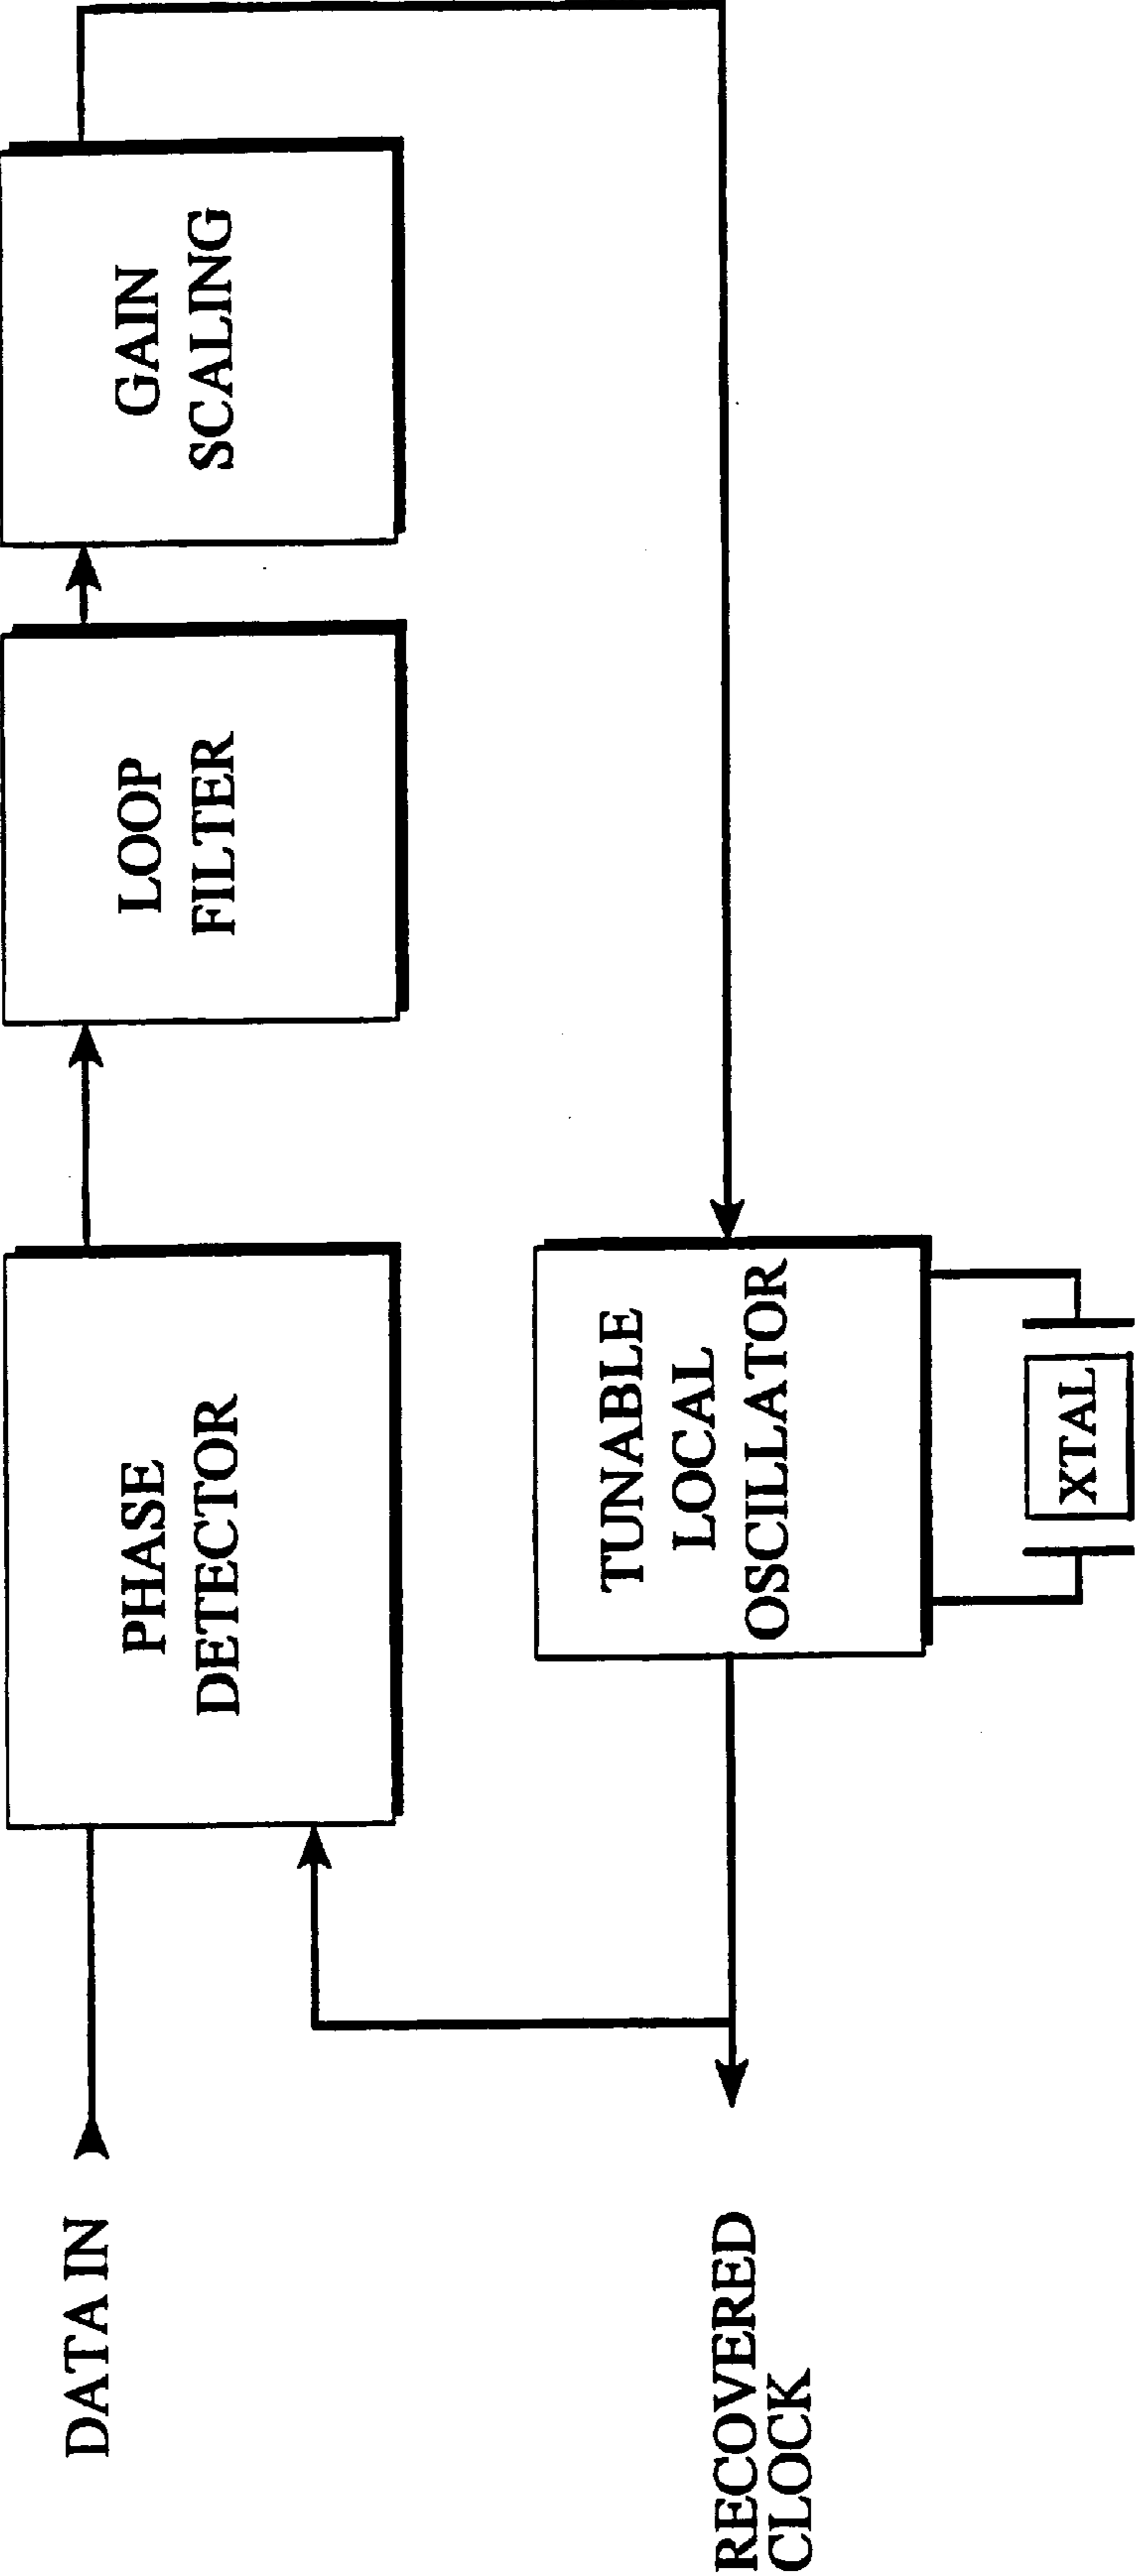 DATA IN
PHASE
DETECTOR
LOOP
FILTER
GAIN
SCALING
RECOVERED
CLOCK
TUNABLE
LOCAL
OSCILLATOR
XTAL